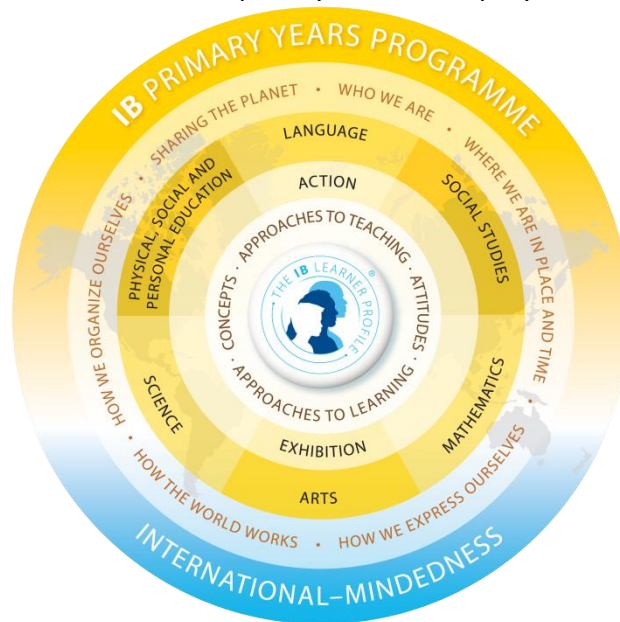 IB PRIMARY YEARS PROGRAMME
SHARING THE PLANET • WHO WE ARE • WHERE WE ARE IN PLACE AND TIME • HOW WE EXPRESS OURSELVES • HOW THE WORLD WORKS • HOW WE ORGANIZE OURSELVES •
LANGUAGE
SOCIAL STUDIES
MATHEMATICS
ARTS
SCIENCE
PHYSICAL, SOCIAL AND
PERSONAL EDUCATION
ACTION
EXHIBITION
APPROACHES TO TEACHING · ATTITUDES · APPROACHES TO LEARNING · CONCEPTS ·
THE IB LEARNER PROFILE ®
INTERNATIONAL–MINDEDNESS